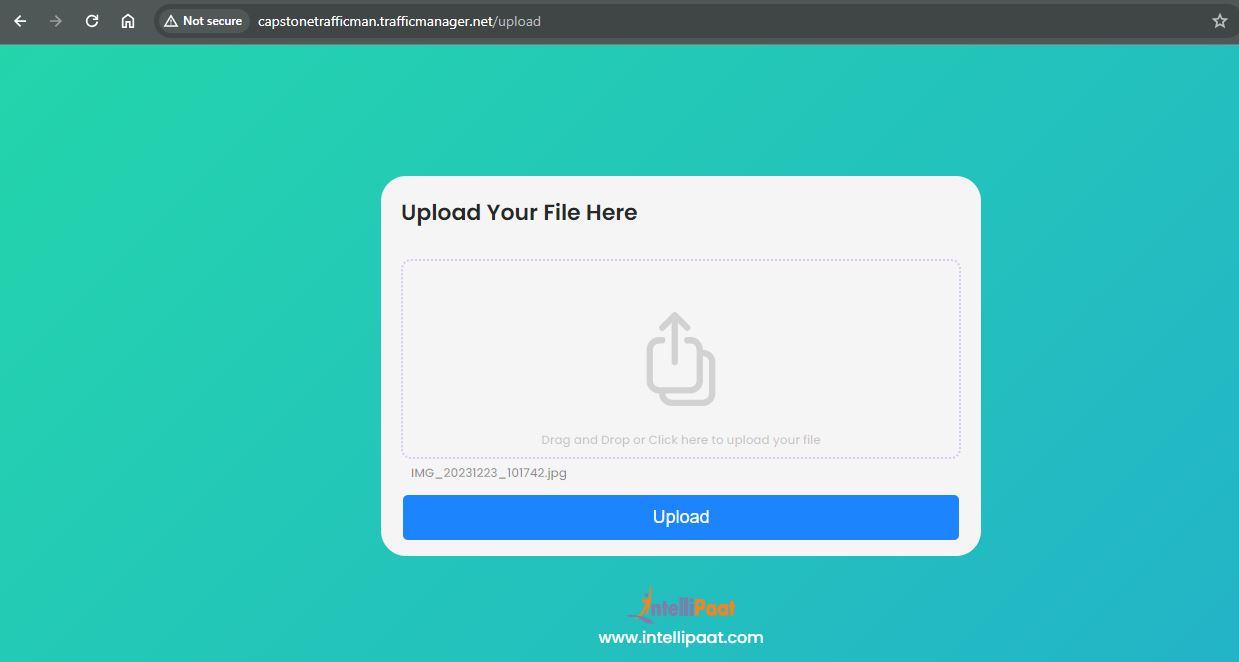 Not secure capstonetrafficman.trafficmanager.net/upload
Upload Your File Here
Drag and Drop or Click here to upload your file
IMG_20231223_101742.jpg
Upload
IntelliPaat
www.intellipaat.com